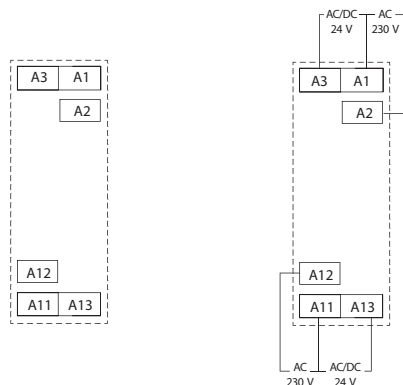 A3 A1
A2
A12
A11 A13
AC/DC AC
24 V 230 V
A3 A1
A2
A12
A11 A13
AC AC/DC
230 V 24 V